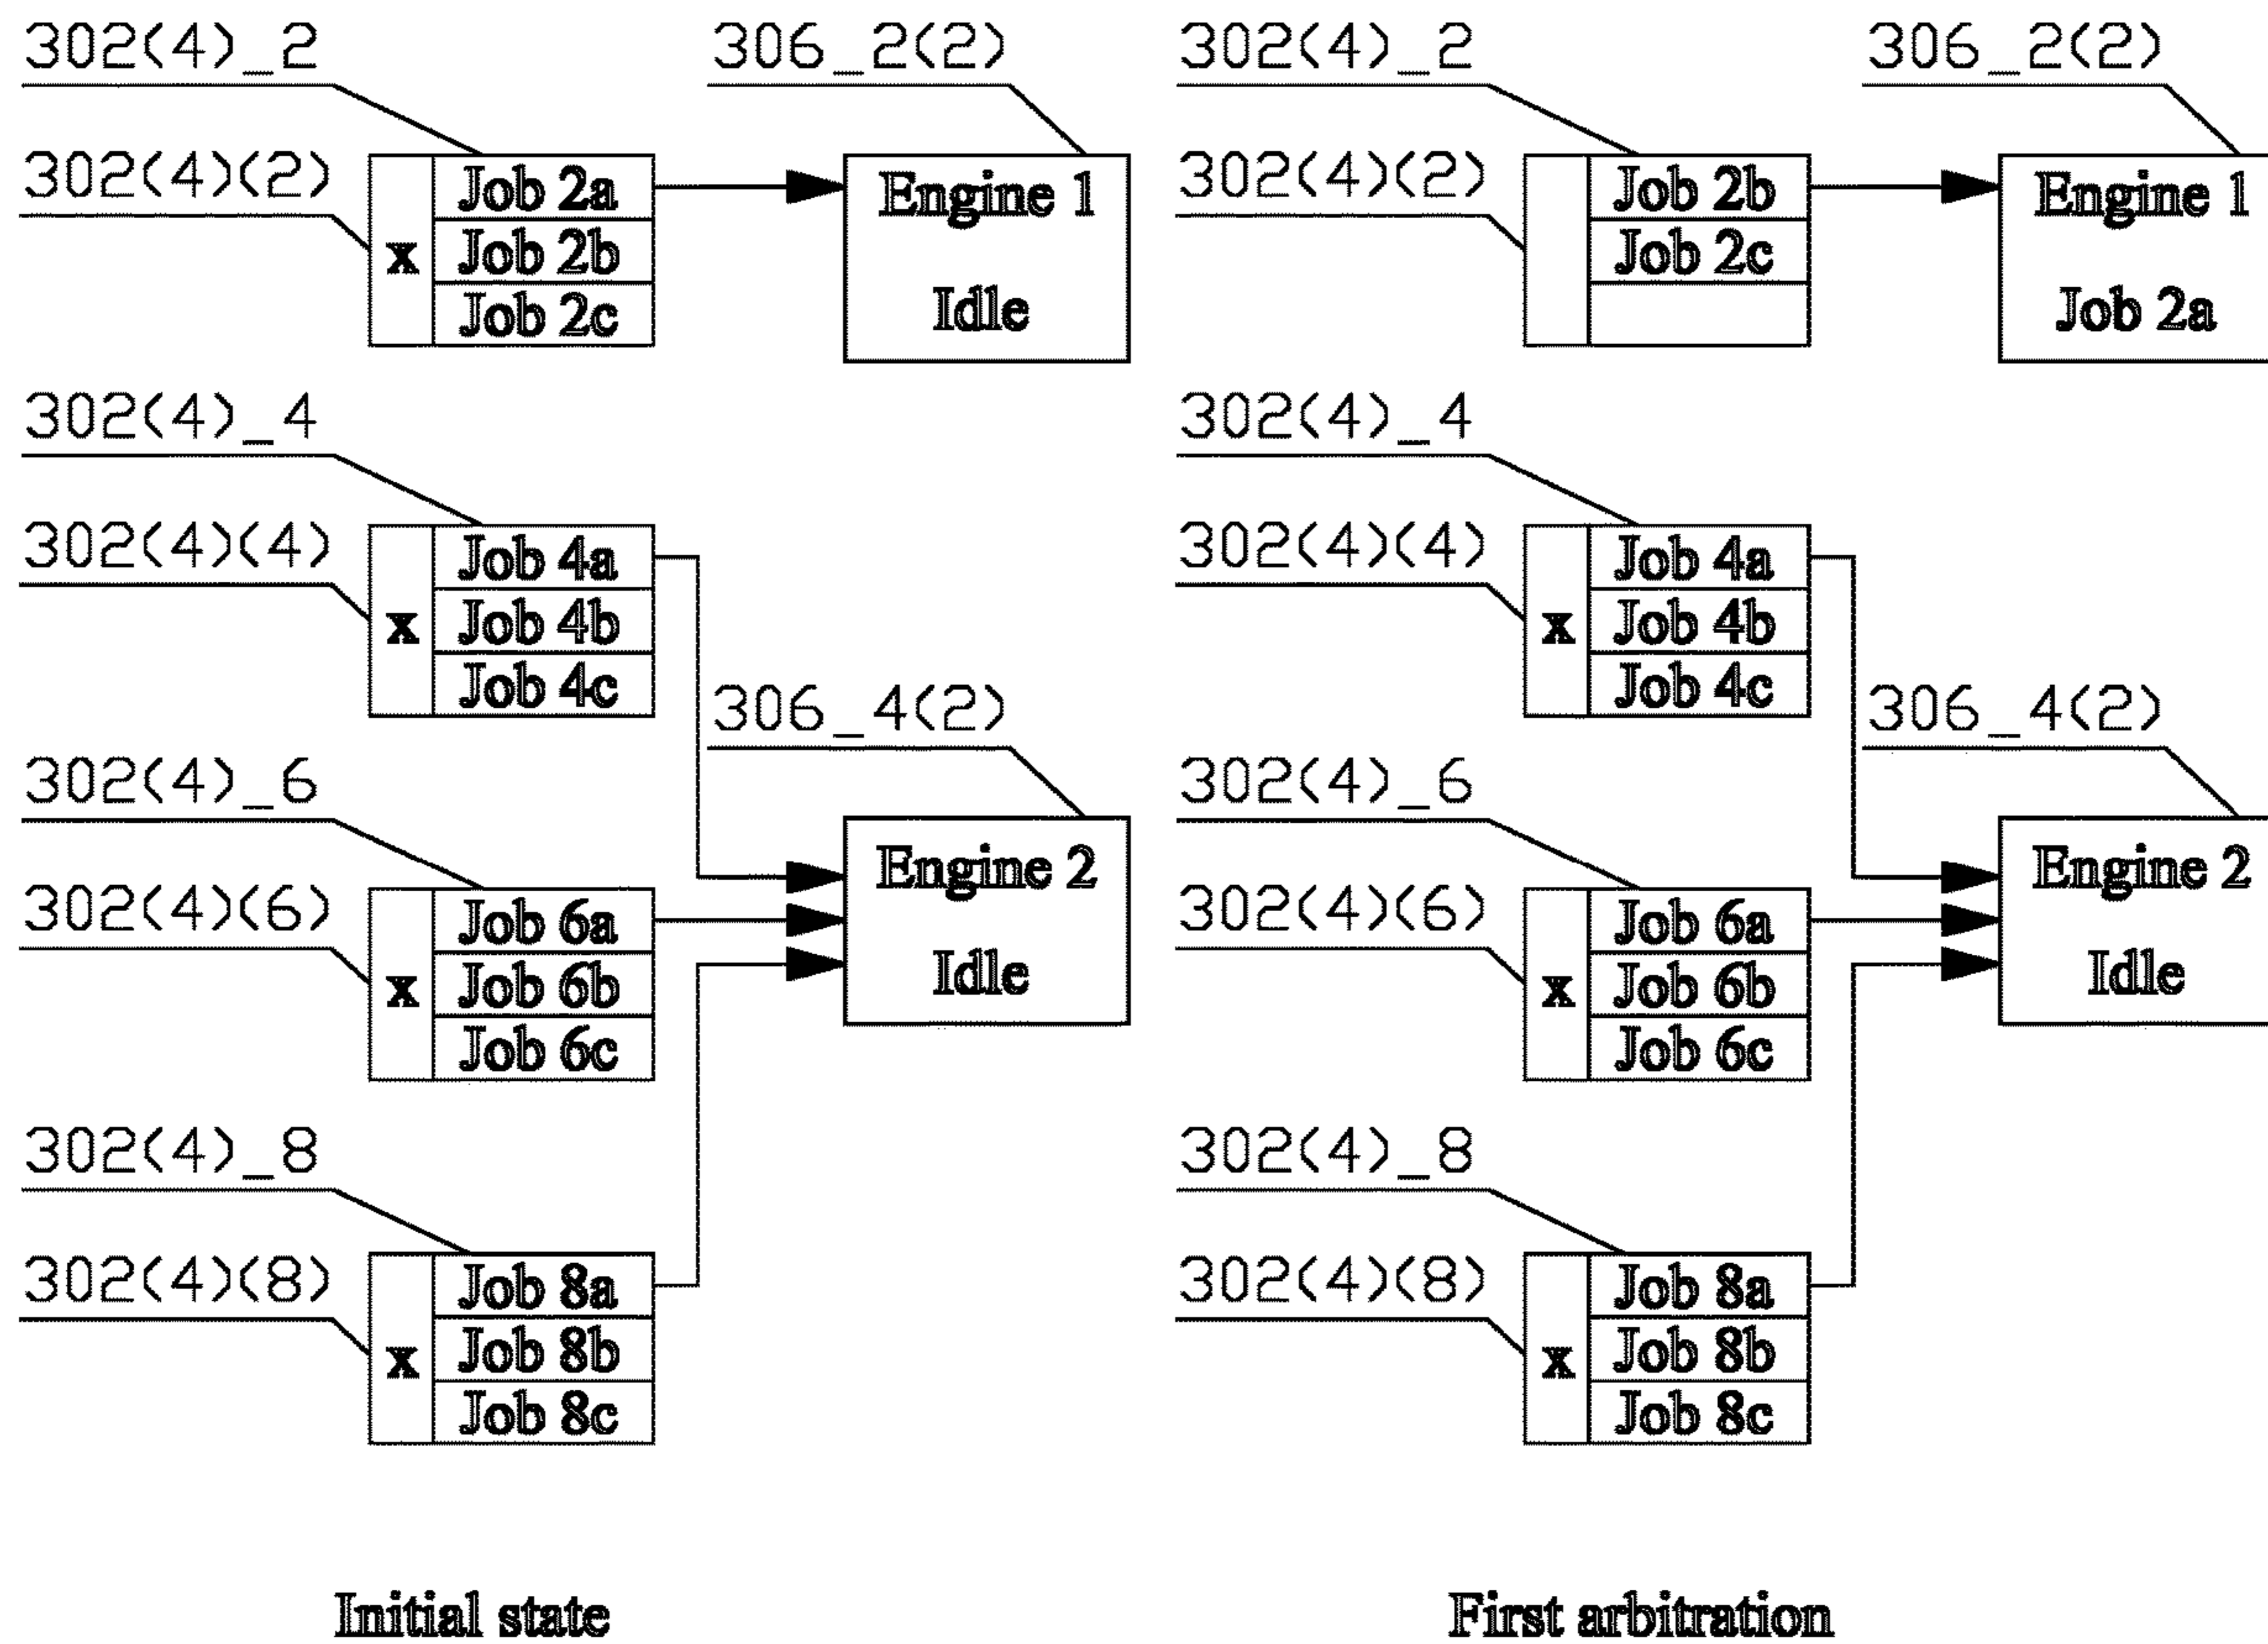 302(4)_2
306_2(2)
302(4)(2)
Job 2a
x
Job 2b
Job 2c
Engine 1
Idle
302(4)_4
302(4)(4)
Job 4a
x
Job 4b
Job 4c
306_4(2)
302(4)_6
302(4)(6)
Job 6a
x
Job 6b
Job 6c
Engine 2
Idle
302(4)_8
302(4)(8)
Job 8a
x
Job 8b
Job 8c
Initial state
302(4)_2
306_2(2)
302(4)(2)
Job 2b
Job 2c
Engine 1
Job 2a
302(4)_4
302(4)(4)
Job 4a
x
Job 4b
Job 4c
306_4(2)
302(4)_6
302(4)(6)
Job 6a
x
Job 6b
Job 6c
Engine 2
Idle
302(4)_8
302(4)(8)
Job 8a
x
Job 8b
Job 8c
First arbitration